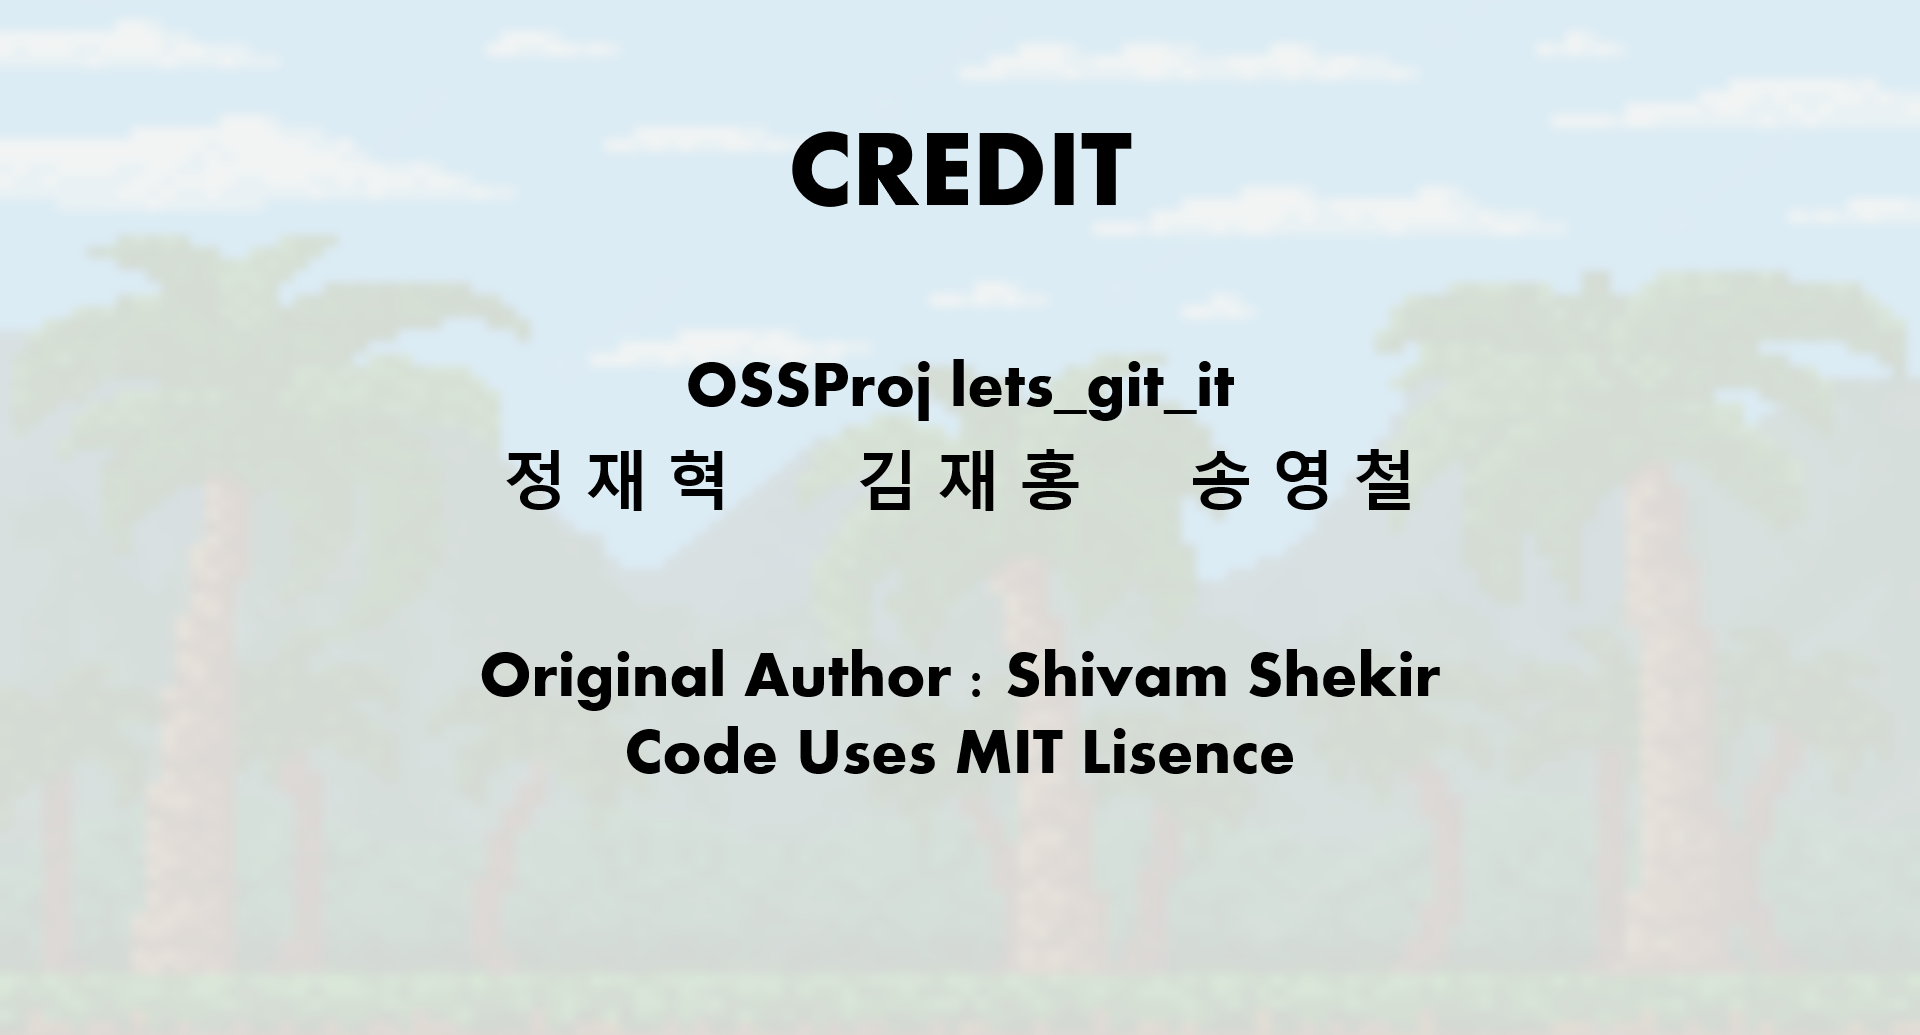 CREDIT
OSSProj lets_git_it
정 재 혁 김 재 홍 송 영 철
Original Author : Shivam Shekir
Code Uses MIT Lisence